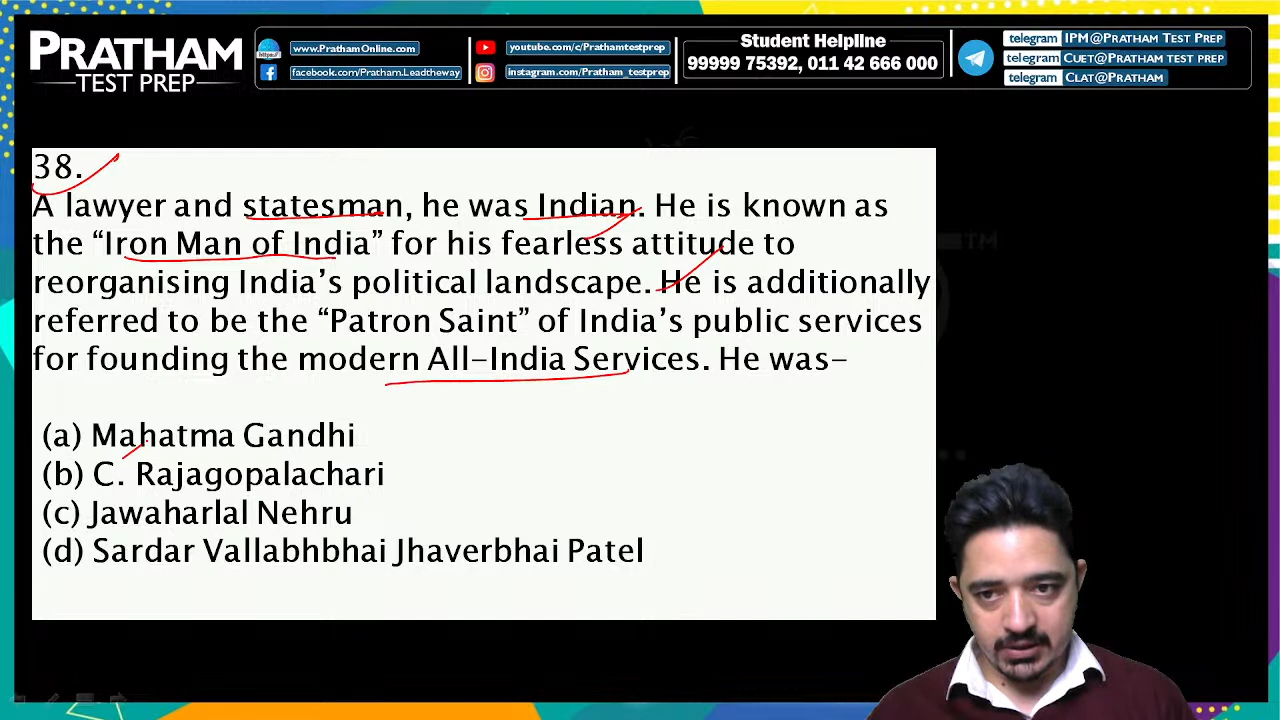 PRATHAM
TEST PREP
https://
www.PrathamOnline.com
facebook.com/Pratham.Leadtheway
youtube.com/c/Prathamtestprep
instagram.com/Pratham_testprep
Student Helpline
99999 75392, 011 42 666 000
telegram IPM@PRATHAM TEST PREP
telegram CUET@PRATHAM TEST PREP
telegram CLAT@PRATHAM
TM
38.
A lawyer and statesman, he was Indian. He is known as
the “Iron Man of India” for his fearless attitude to
reorganising India’s political landscape. He is additionally
referred to be the “Patron Saint” of India’s public services
for founding the modern All-India Services. He was-
(a) Mahatma Gandhi
(b) C. Rajagopalachari
(c) Jawaharlal Nehru
(d) Sardar Vallabhbhai Jhaverbhai Patel